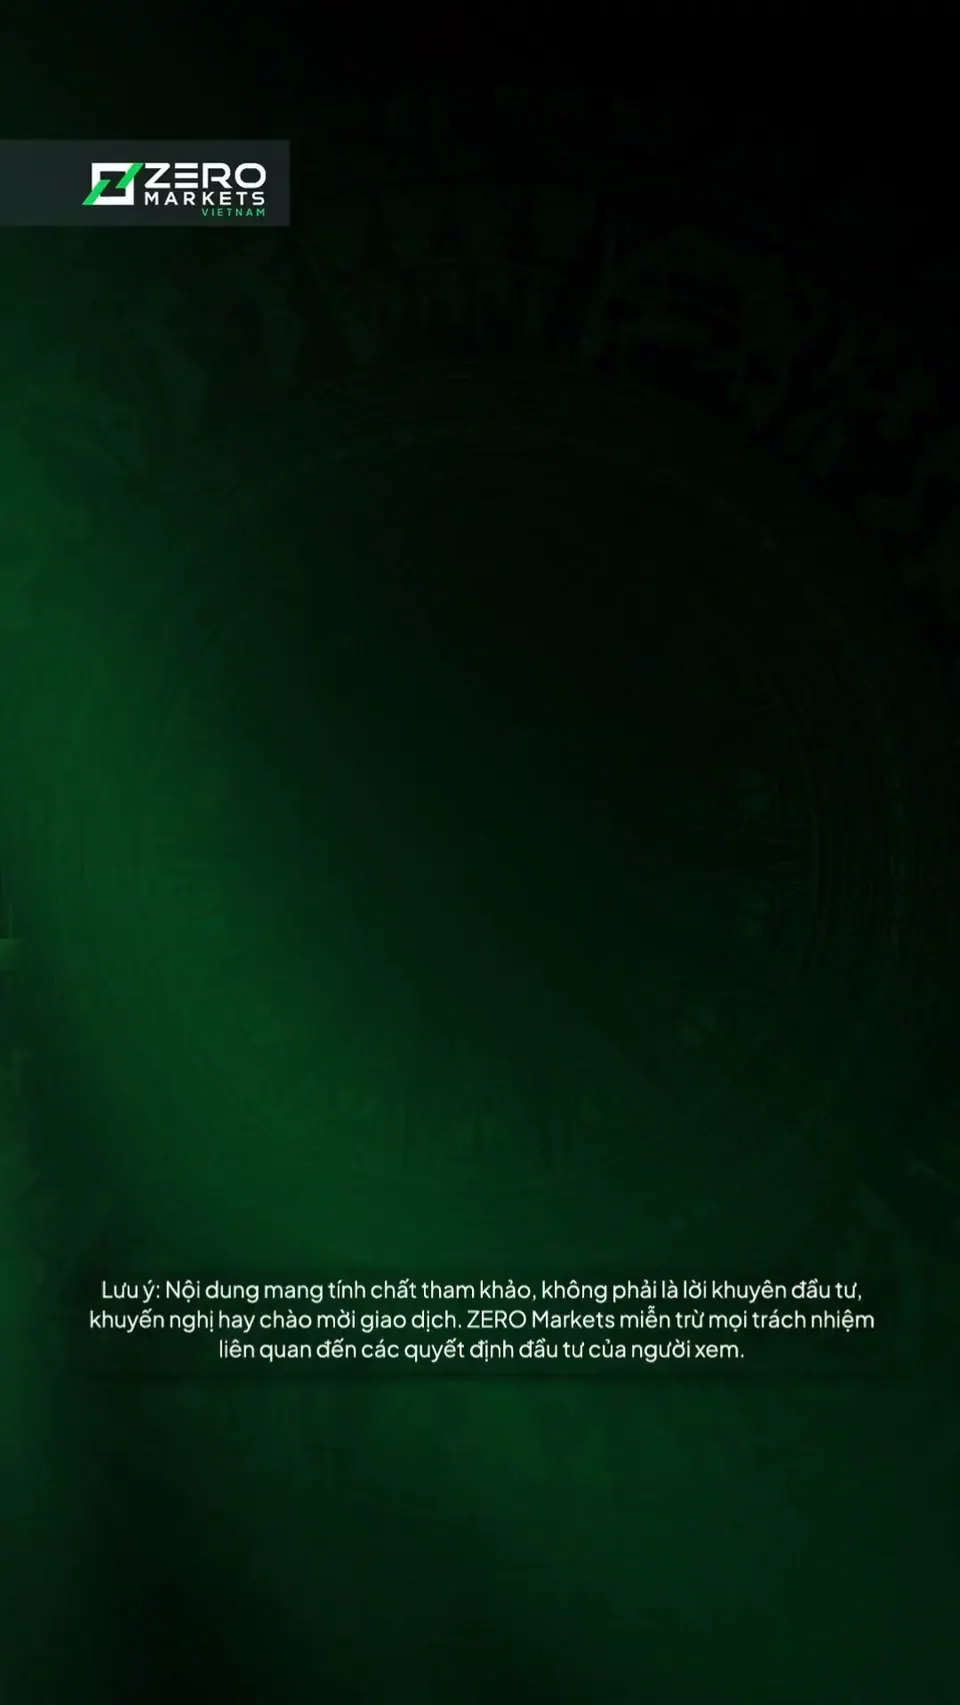 ZERO
MARKETS
VIETNAM
Lưu ý: Nội dung mang tính chất tham khảo, không phải là lời khuyên đầu tư,
khuyến nghị hay chào mời giao dịch. ZERO Markets miễn trừ mọi trách nhiệm
liên quan đến các quyết định đầu tư của người xem.